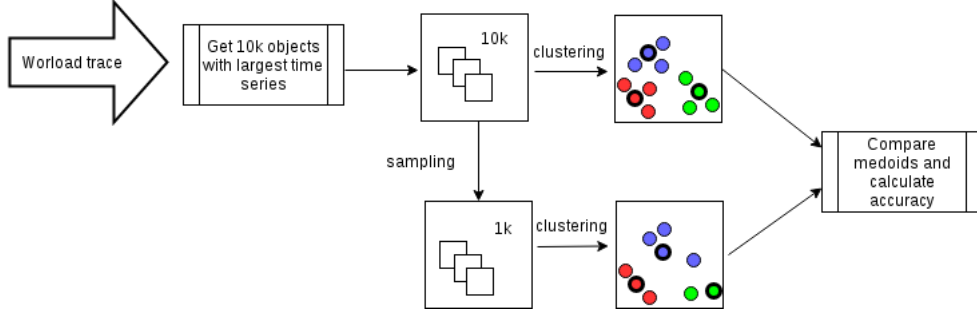 Worload trace
Get 10k objects
with largest time
series
10k
clustering
sampling
1k
clustering
Compare
medoids and
calculate
accuracy